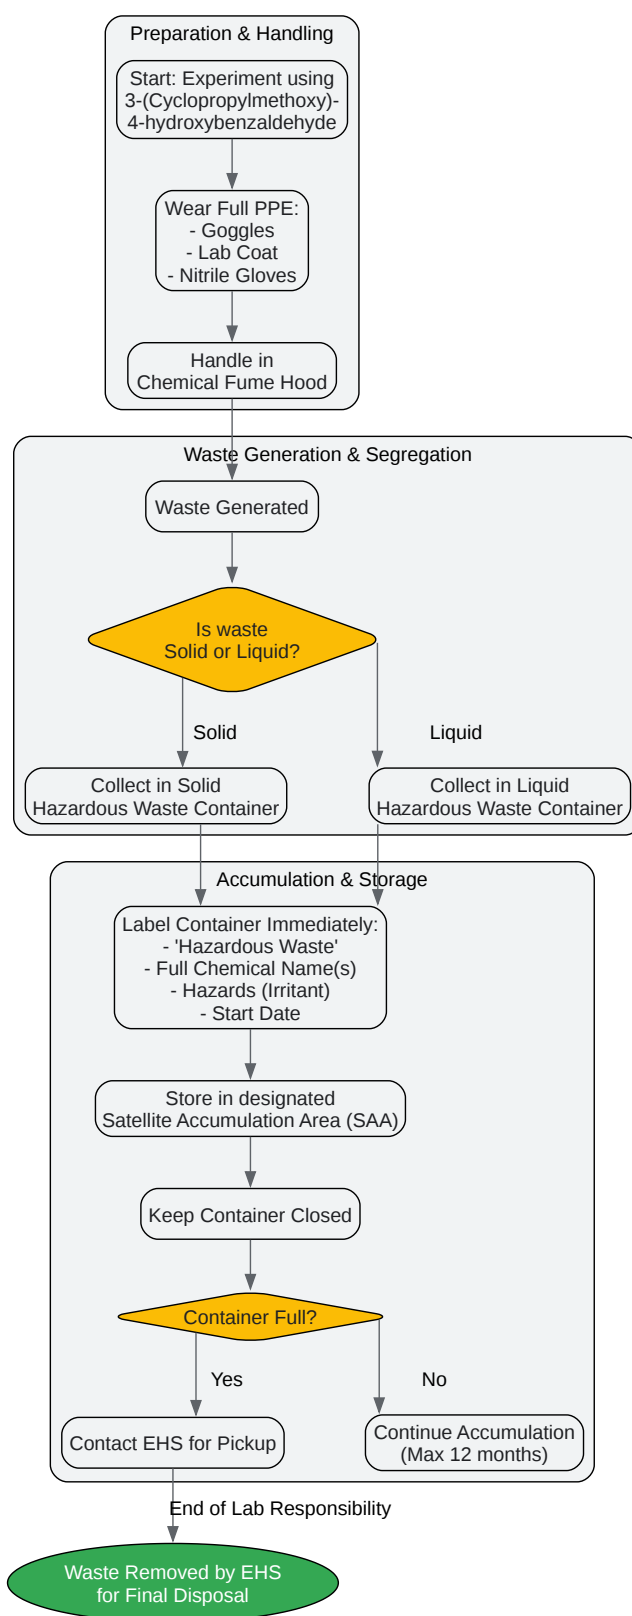 Preparation & Handling
Start: Experiment using
3-(Cyclopropylmethoxy)-
4-hydroxybenzaldehyde
Wear Full PPE:
- Goggles
- Lab Coat
- Nitrile Gloves
Handle in
Chemical Fume Hood
Waste Generation & Segregation
Waste Generated
Is waste
Solid or Liquid?
Solid
Liquid
Collect in Solid
Hazardous Waste Container
Collect in Liquid
Hazardous Waste Container
Accumulation & Storage
Label Container Immediately:
- 'Hazardous Waste'
- Full Chemical Name(s)
- Hazards (Irritant)
- Start Date
Store in designated
Satellite Accumulation Area (SAA)
Keep Container Closed
Container Full?
Yes
No
Contact EHS for Pickup
Continue Accumulation
(Max 12 months)
End of Lab Responsibility
Waste Removed by EHS
for Final Disposal